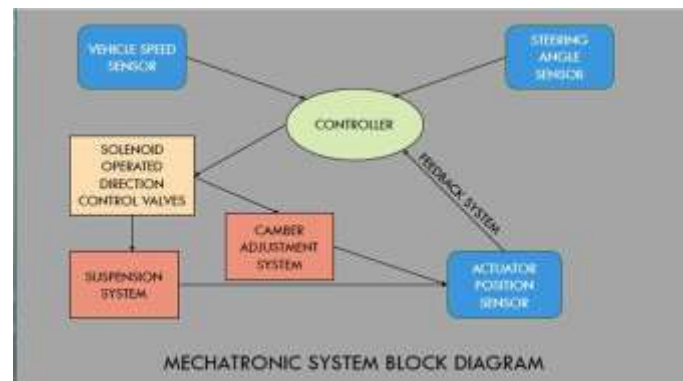 VEHICLE SPEED
SENSOR
STEERING
ANGLE
SENSOR
CONTROLLER
SOLENOID
OPERATED
DIRECTION
CONTROL VALVES
FEEDBACK SYSTEM
CAMBER
ADJUSTMENT
SYSTEM
SUSPENSION
SYSTEM
ACTUATOR
POSITION
SENSOR
MECHATRONIC SYSTEM BLOCK DIAGRAM